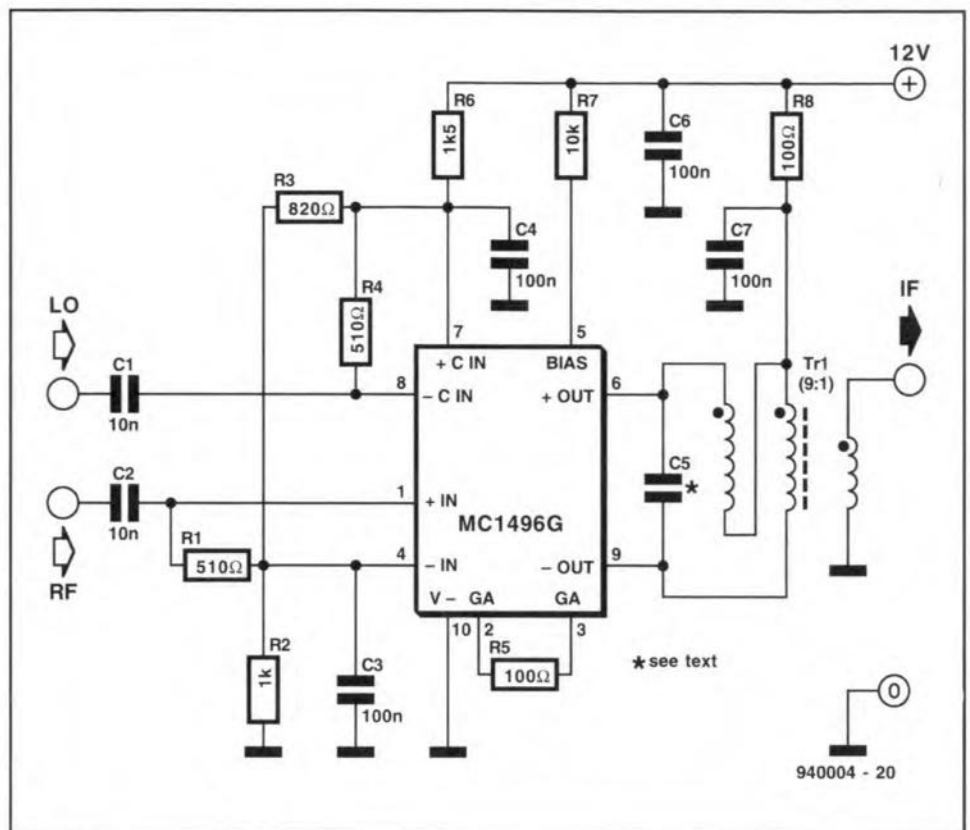 12V
+
R6
1k5
R7
10k
C6
100n
R8
100Ω
R3
820Ω
C4
100n
C7
100n
LO
R4
510Ω
IF
7
5
+ C IN
BIAS
Tr1
(9:1)
C1
10n
8
– C IN
6
+ OUT
C2
10n
1
+ IN
C5
*
MC1496G
RF
R1
510Ω
4
– IN
9
– OUT
V –
GA
GA
10
2
3
R2
1k
C3
100n
R5
100Ω
* see text
0
940004 - 20